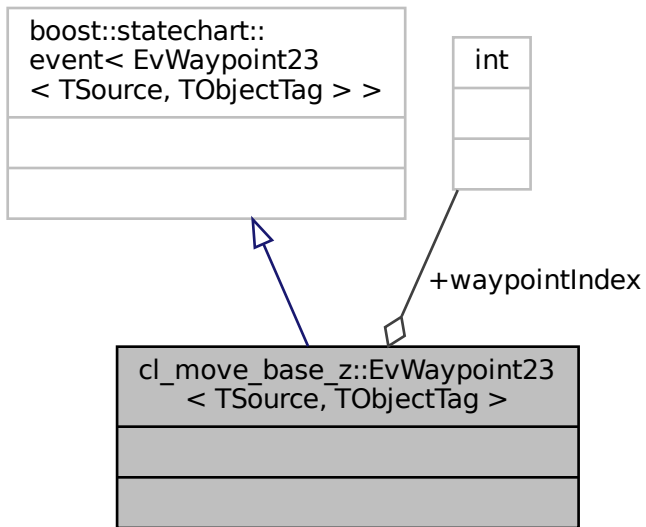 boost::statechart::
event< EvWaypoint23
< TSource, TObjectTag > >
int
+waypointIndex
cl_move_base_z::EvWaypoint23
< TSource, TObjectTag >